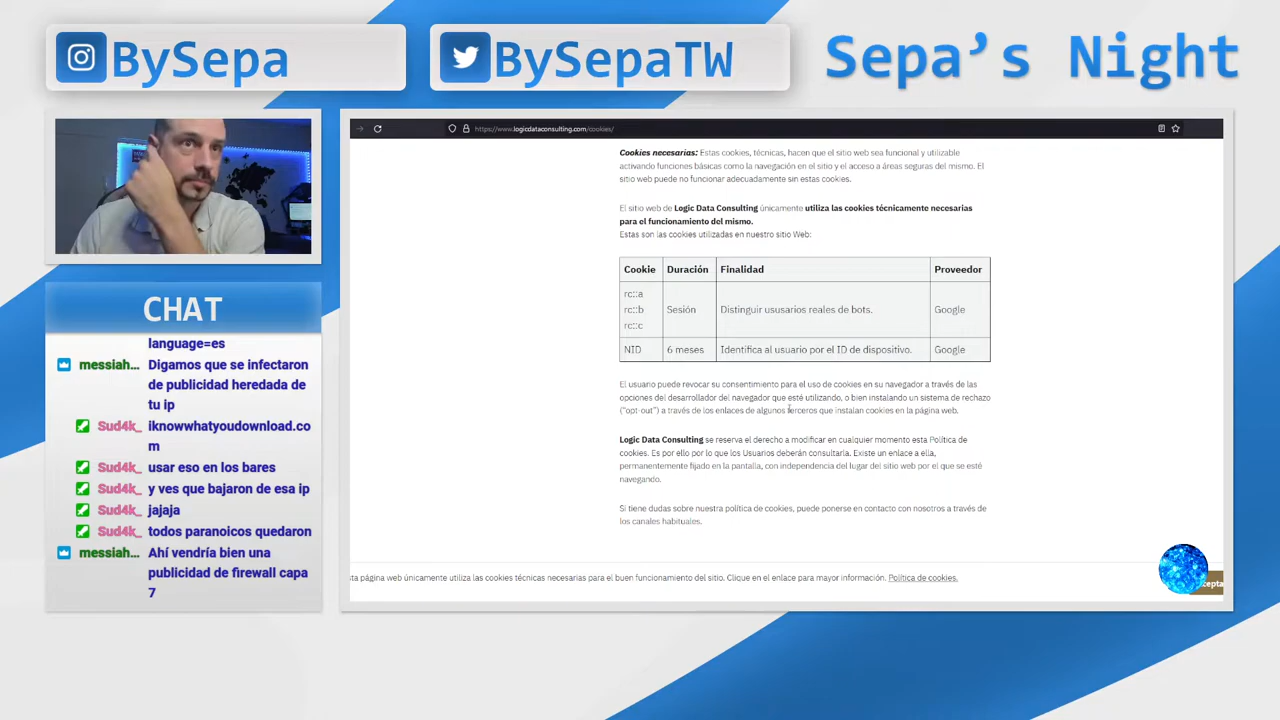 BySepa
BySepaTW
Sepa’s Night
https://www.logicdataconsulting.com/cookies/
CHAT
language=es
messiah... Digamos que se infectaron
de publicidad heredada de
tu ip
Sud4k_ iknowwhatyoudownload.co
m
Sud4k_ usar eso en los bares
Sud4k_ y ves que bajaron de esa ip
Sud4k_ jajaja
Sud4k_ todos paranoicos quedaron
messiah... Ahí vendría bien una
publicidad de firewall capa
7
Cookies necesarias: Estas cookies, técnicas, hacen que el sitio web sea funcional y utilizable
activando funciones básicas como la navegación en el sitio y el acceso a áreas seguras del mismo. El
sitio web puede no funcionar adecuadamente sin estas cookies.
El sitio web de Logic Data Consulting únicamente utiliza las cookies técnicamente necesarias
para el funcionamiento del mismo.
Estas son las cookies utilizadas en nuestro sitio Web:
Cookie Duración Finalidad Proveedor
rc::a
rc::b Sesión Distinguir ususarios reales de bots. Google
rc::c
NID 6 meses Identifica al usuario por el ID de dispositivo. Google
El usuario puede revocar su consentimiento para el uso de cookies en su navegador a través de las
opciones del desarrollador del navegador que esté utilizando, o bien instalando un sistema de rechazo
(“opt-out”) a través de los enlaces de algunos terceros que instalan cookies en la página web.
Logic Data Consulting se reserva el derecho a modificar en cualquier momento esta Política de
cookies. Es por ello por lo que los Usuarios deberán consultarla. Existe un enlace a ella,
permanentemente fijado en la pantalla, con independencia del lugar del sitio web por el que se esté
navegando.
Si tiene dudas sobre nuestra política de cookies, puede ponerse en contacto con nosotros a través de
los canales habituales.
sta página web únicamente utiliza las cookies técnicas necesarias para el buen funcionamiento del sitio. Clique en el enlace para mayor información. Política de cookies.
cepta